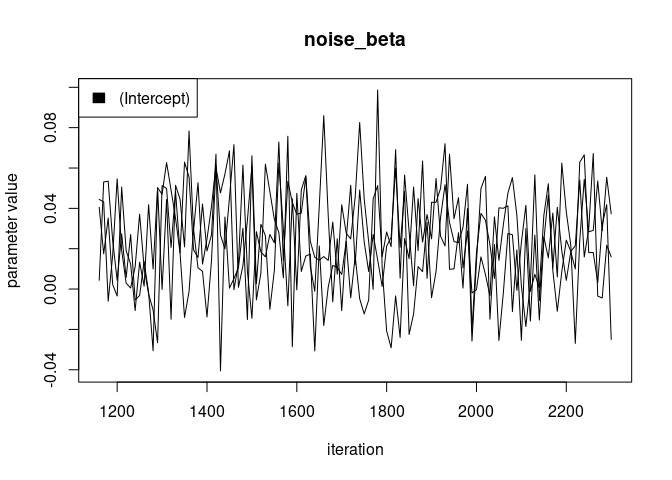 noise_beta
(Intercept)
parameter value
0.08
0.04
0.00
-0.04
1200 1400 1600 1800 2000 2200
iteration